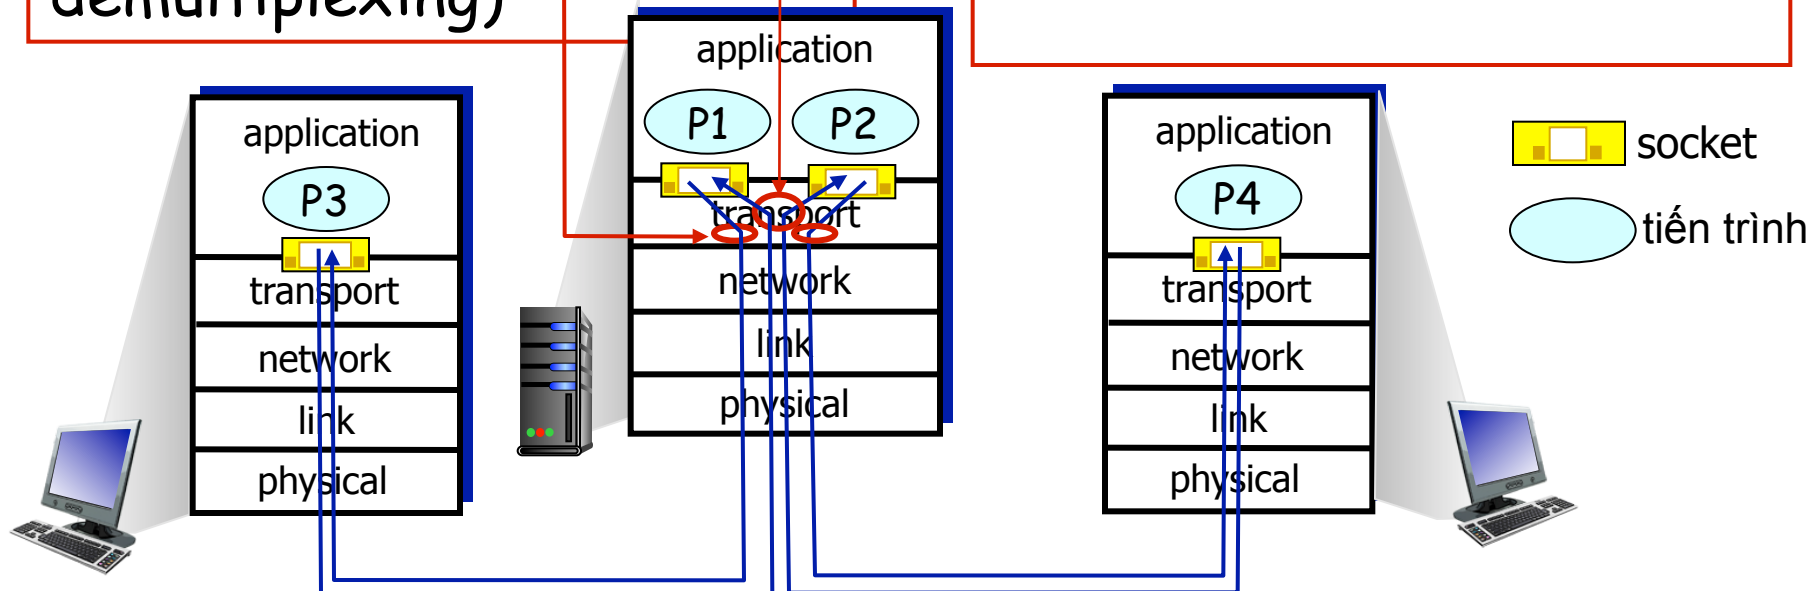 demultiplexing)
application
P1
P2
transport
network
link
physical
application
P3
transport
network
link
physical
application
P4
transport
network
link
physical
socket
tiến trình